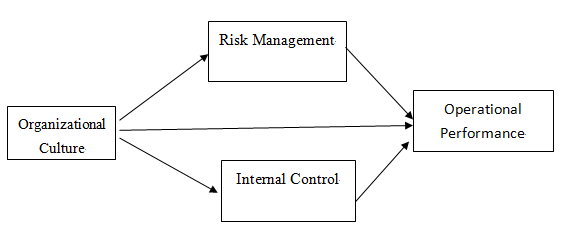 Risk Management
Organizational
Culture
Operational
Performance
Internal Control